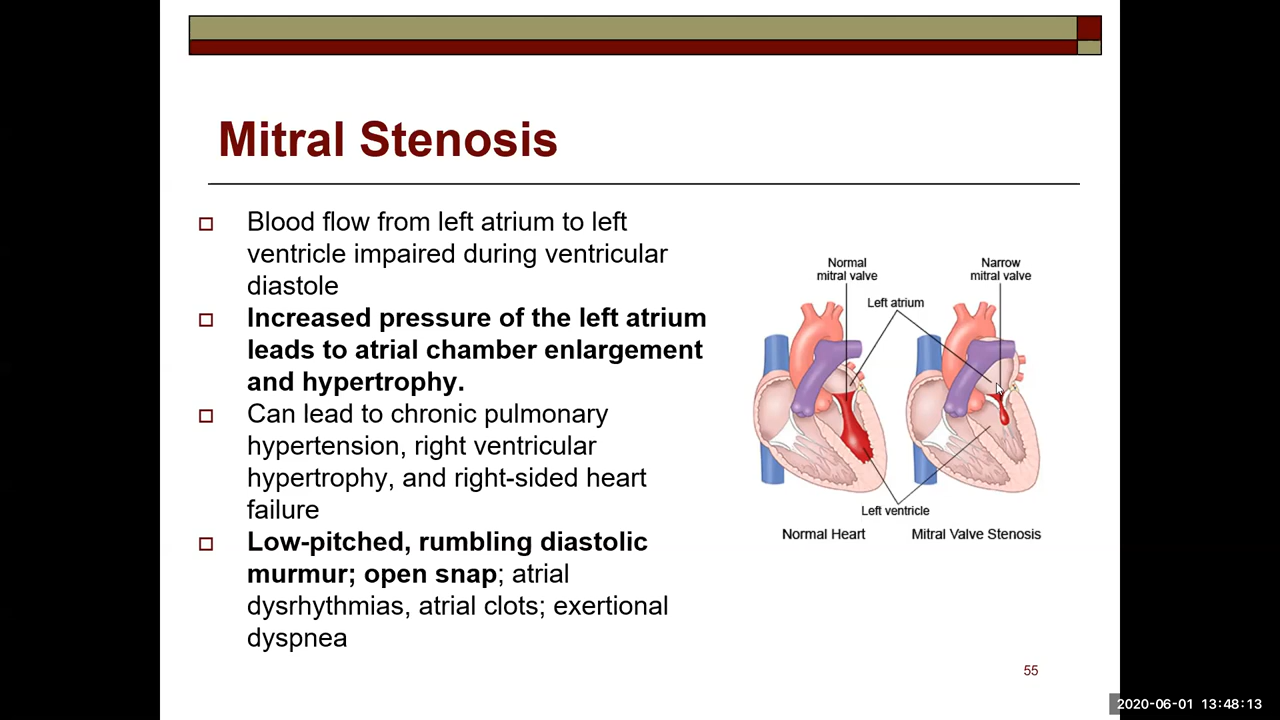 Mitral Stenosis
Blood flow from left atrium to left
ventricle impaired during ventricular
diastole
Increased pressure of the left atrium
leads to atrial chamber enlargement
and hypertrophy.
Can lead to chronic pulmonary
hypertension, right ventricular
hypertrophy, and right-sided heart
failure
Low-pitched, rumbling diastolic
murmur; open snap; atrial
dysrhythmias, atrial clots; exertional
dyspnea
Normal
mitral valve
Narrow
mitral valve
Left atrium
Left ventricle
Normal Heart
Mitral Valve Stenosis
55
2020-06-01 13:48:13